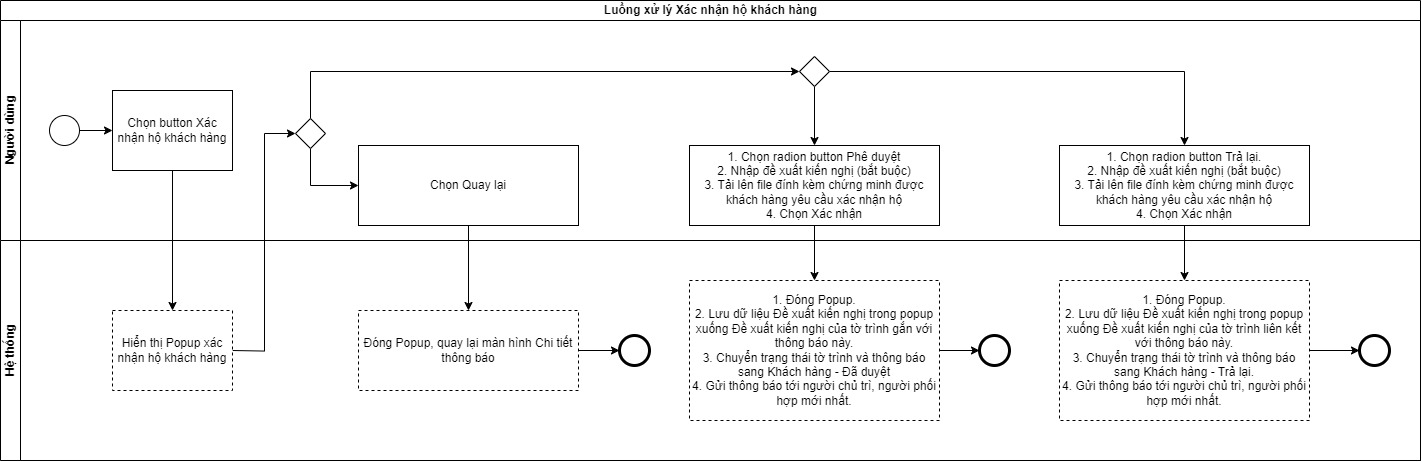 Luồng xử lý Xác nhận hộ khách hàng
Người dùng
Chọn button Xác
nhận hộ khách hàng
Chọn Quay lại
1. Chọn radion button Phê duyệt
2. Nhập đề xuất kiến nghị (bắt buộc)
3. Tải lên file đính kèm chứng minh được
khách hàng yêu cầu xác nhận hộ
4. Chọn Xác nhận
1. Chọn radion button Trả lại.
2. Nhập đề xuất kiến nghị (bắt buộc)
3. Tải lên file đính kèm chứng minh được
khách hàng yêu cầu xác nhận hộ
4. Chọn Xác nhận
Hệ thống
Hiển thị Popup xác
nhận hộ khách hàng
Đóng Popup, quay lại màn hình Chi tiết
thông báo
1. Đóng Popup.
2. Lưu dữ liệu Đề xuất kiến nghị trong popup
xuống Đề xuất kiến nghị của tờ trình gắn với
thông báo này.
3. Chuyển trạng thái tờ trình và thông báo
sang Khách hàng - Đã duyệt
4. Gửi thông báo tới người chủ trì, người phối
hợp mới nhất.
1. Đóng Popup.
2. Lưu dữ liệu Đề xuất kiến nghị trong popup
xuống Đề xuất kiến nghị của tờ trình liên kết
với thông báo này.
3. Chuyển trạng thái tờ trình và thông báo
sang Khách hàng - Trả lại.
4. Gửi thông báo tới người chủ trì, người phối
hợp mới nhất.